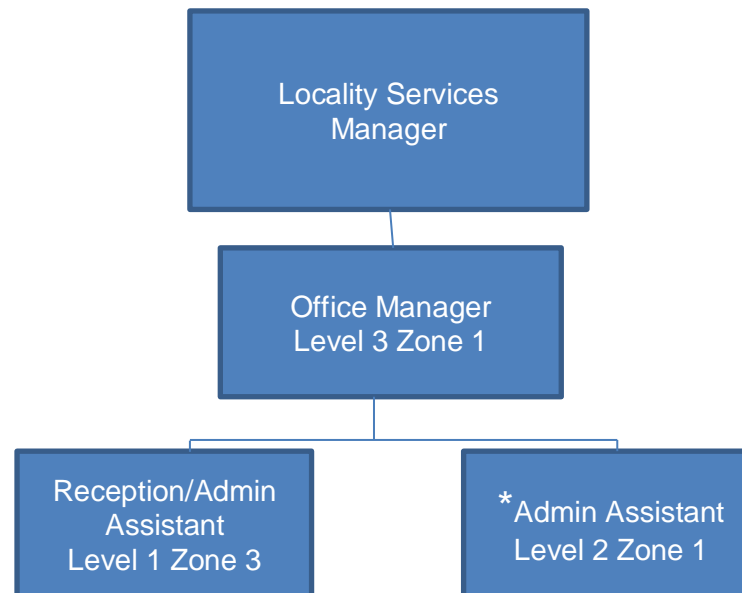 Locality Services
Manager
Office Manager
Level 3 Zone 1
Reception/Admin
Assistant
Level 1 Zone 3
*Admin Assistant
Level 2 Zone 1